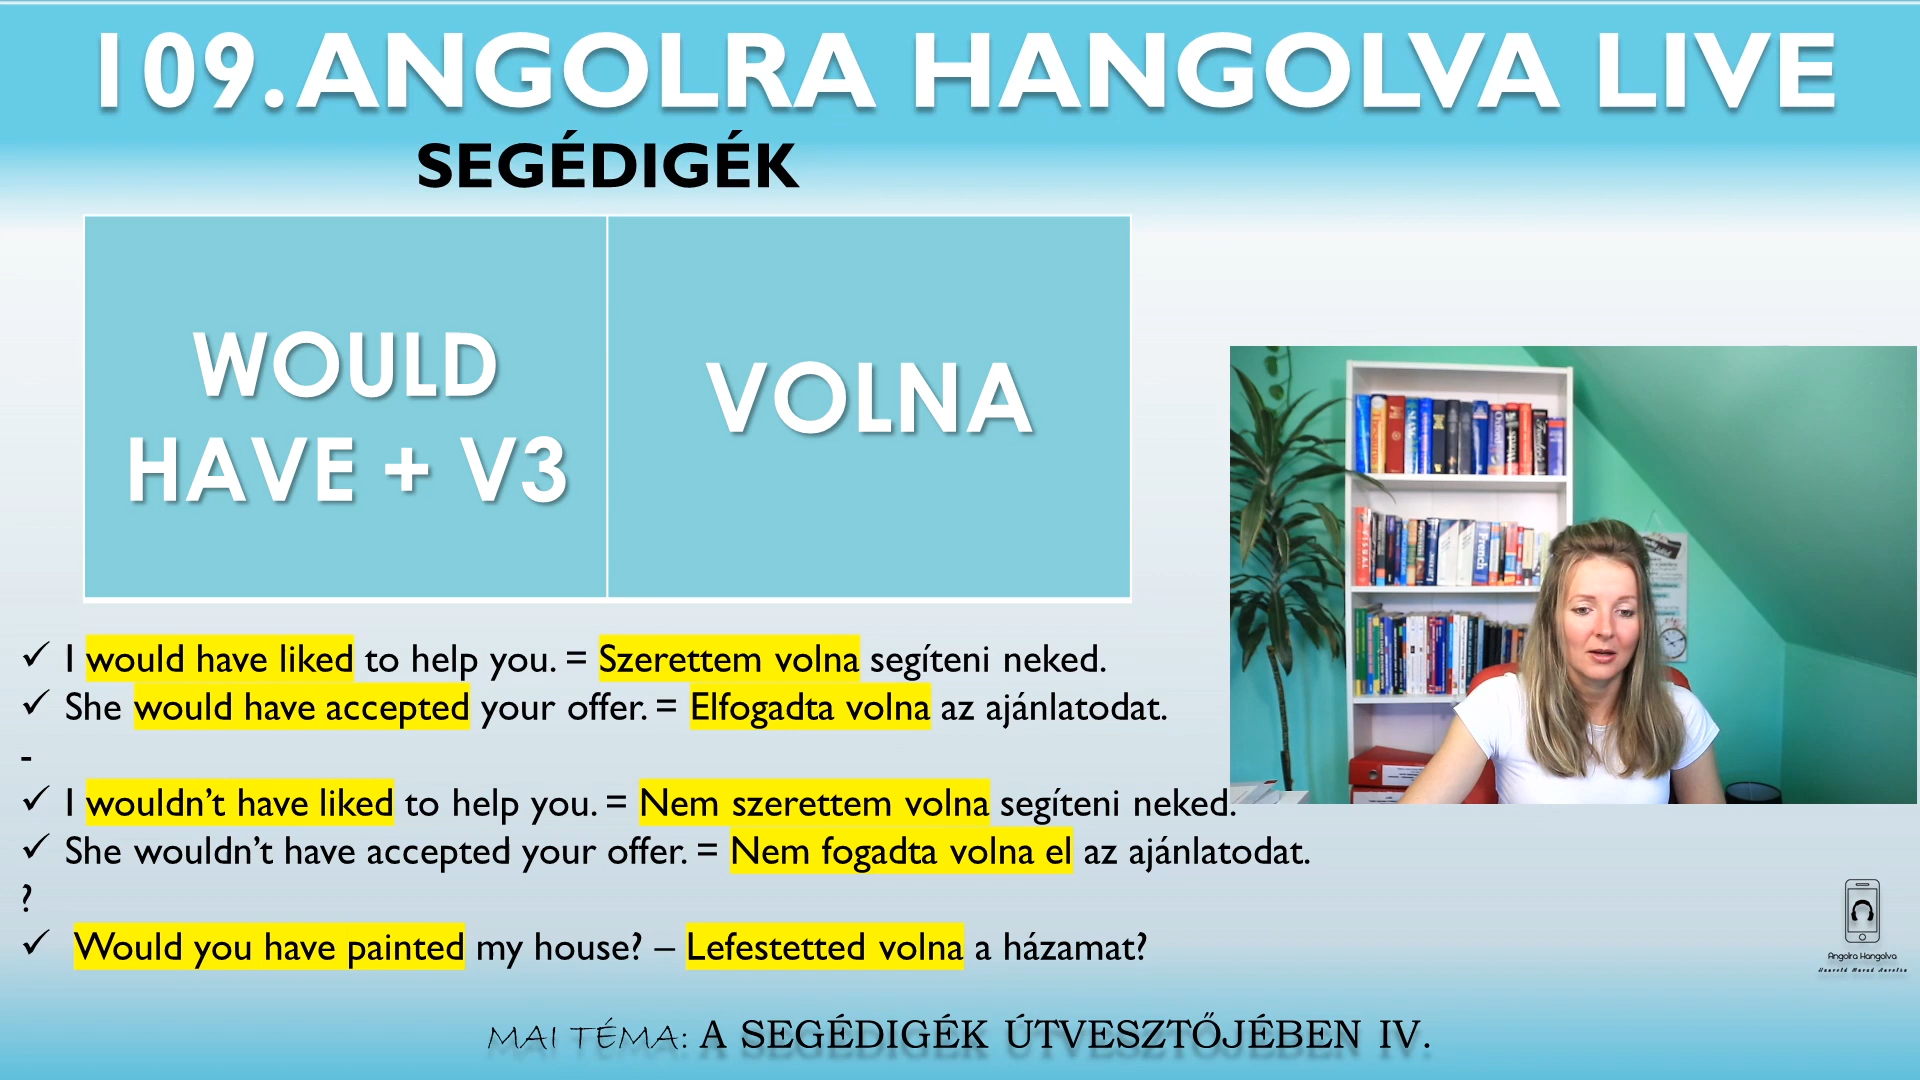 109. ANGOLRA HANGOLVA LIVE
SEGÉDIGÉK
WOULD
HAVE + V3
VOLNA
✓ I would have liked to help you. = Szerettem volna segíteni neked.
✓ She would have accepted your offer. = Elfogadta volna az ajánlatodat.
-
✓ I wouldn't have liked to help you. = Nem szerettem volna segíteni neked.
✓ She wouldn't have accepted your offer. = Nem fogadta volna el az ajánlatodat.
?
✓ Would you have painted my house? – Lefestetted volna a házamat?
French
Angolra Hangolva
MAI TÉMA: A SEGÉDIGÉK ÚTVESZTŐJÉBEN IV.